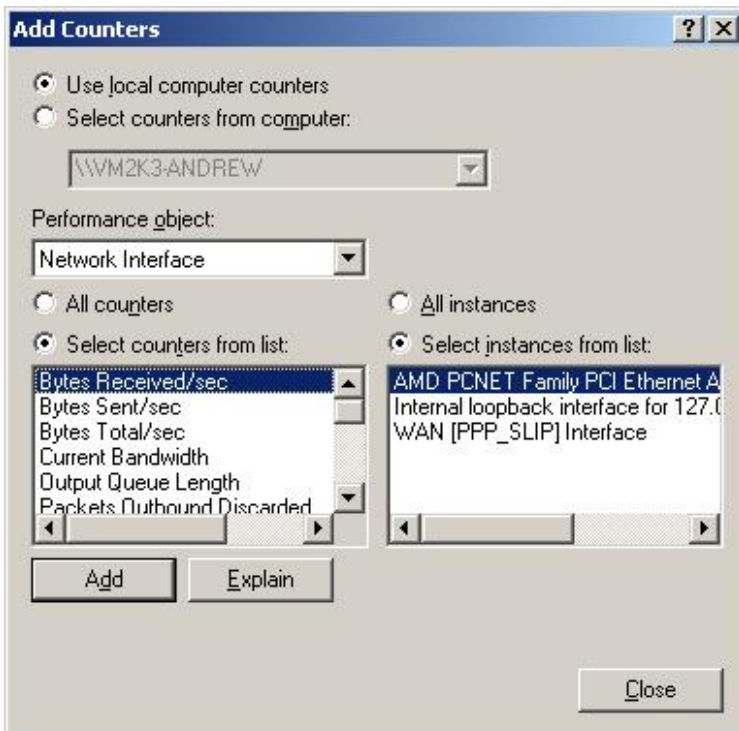 Add Counters
Use local computer counters
Select counters from computer:
\\VM2K3-ANDREW
Performance object:
Network Interface
All counters
All instances
Select counters from list:
Select instances from list:
Bytes Received/sec
Bytes Sent/sec
Bytes Total/sec
Current Bandwidth
Output Queue Length
Packets Outbound Discarded
AMD PCNET Family PCI Ethernet A
Internal loopback interface for 127.0
WAN [PPP_SLIP] Interface
Add
Explain
Close